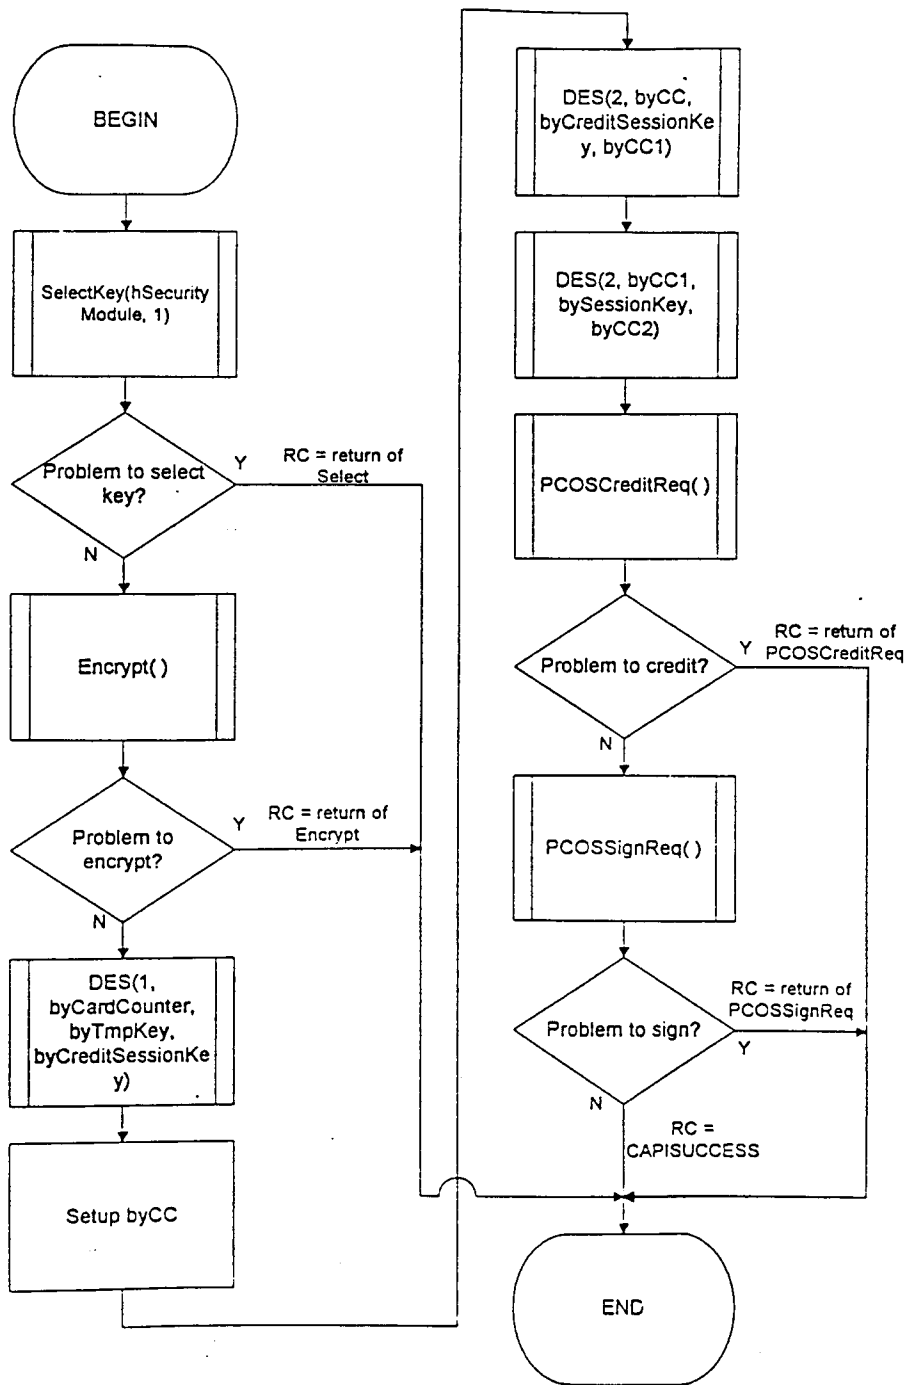 BEGIN
SelectKey(hSecurity
Module, 1)
Problem to select
key?
Y
RC = return of
Select
N
Encrypt( )
Problem to
encrypt?
Y
RC = return of
Encrypt
N
DES(1,
byCardCounter,
byTmpKey,
byCreditSessionKe
y)
Setup byCC
DES(2, byCC,
byCreditSessionKe
y, byCC1)
DES(2, byCC1,
bySessionKey,
byCC2)
PCOSCreditReq( )
Problem to credit?
Y
RC = return of
PCOSCreditReq
N
PCOSSignReq( )
Problem to sign?
RC = return of
PCOSSignReq
Y
N
RC =
CAPISUCCESS
END